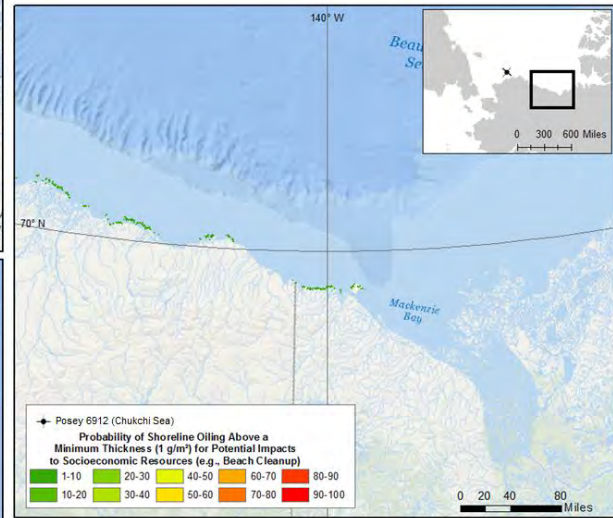 140° W
Beau
Se
0 300 600 Miles
70° N
Mackenzie
Bay
Posey 6912 (Chukchi Sea)
Probability of Shoreline Oiling Above a
Minimum Thickness (1 g/m²) for Potential Impacts
to Socioeconomic Resources (e.g., Beach Cleanup)
1-10 20-30 40-50 60-70 80-90
10-20 30-40 50-60 70-80 90-100
0 20 40 80
Miles